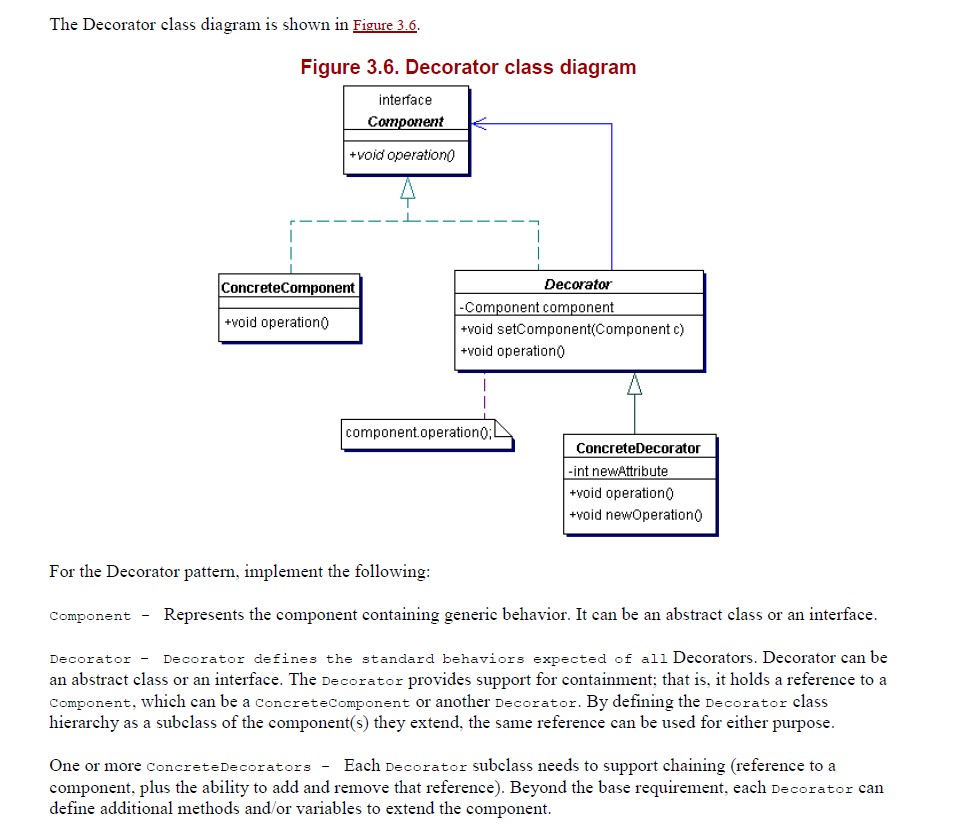 The Decorator class diagram is shown in Figure 3.6.
Figure 3.6. Decorator class diagram
interface
Component
+void operation()
ConcreteComponent
+void operation()
Decorator
-Component component
+void setComponent(Component c)
+void operation()
component.operation();
ConcreteDecorator
-int newAttribute
+void operation()
+void newOperation()
For the Decorator pattern, implement the following:
Component - Represents the component containing generic behavior. It can be an abstract class or an interface.
Decorator - Decorator defines the standard behaviors expected of all Decorators. Decorator can be
an abstract class or an interface. The Decorator provides support for containment; that is, it holds a reference to a
Component, which can be a ConcreteComponent or another Decorator. By defining the Decorator class
hierarchy as a subclass of the component(s) they extend, the same reference can be used for either purpose.
One or more ConcreteDecorators - Each Decorator subclass needs to support chaining (reference to a
component, plus the ability to add and remove that reference). Beyond the base requirement, each Decorator can
define additional methods and/or variables to extend the component.